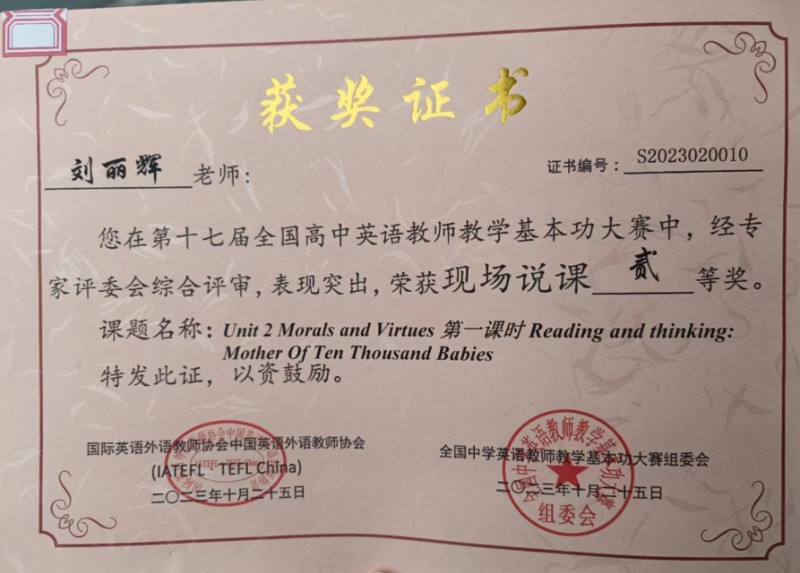 获奖证书
刘丽辉 老师:
证书编号: S2023020010
您在第十七届全国高中英语教师教学基本功大赛中,经专
家评委会综合评审,表现突出,荣获现场说课 贰 等奖。
课题名称: Unit 2 Morals and Virtues 第一课时 Reading and thinking:
Mother Of Ten Thousand Babies
特发此证,以资鼓励。
国际英语外语教师协会中国英语外语教师协会
(IATEFL - TEFL China)
二〇二三年十月二十五日
全国中学英语教师教学基本功大赛组委会
二〇二三年十月二十五日
组委会